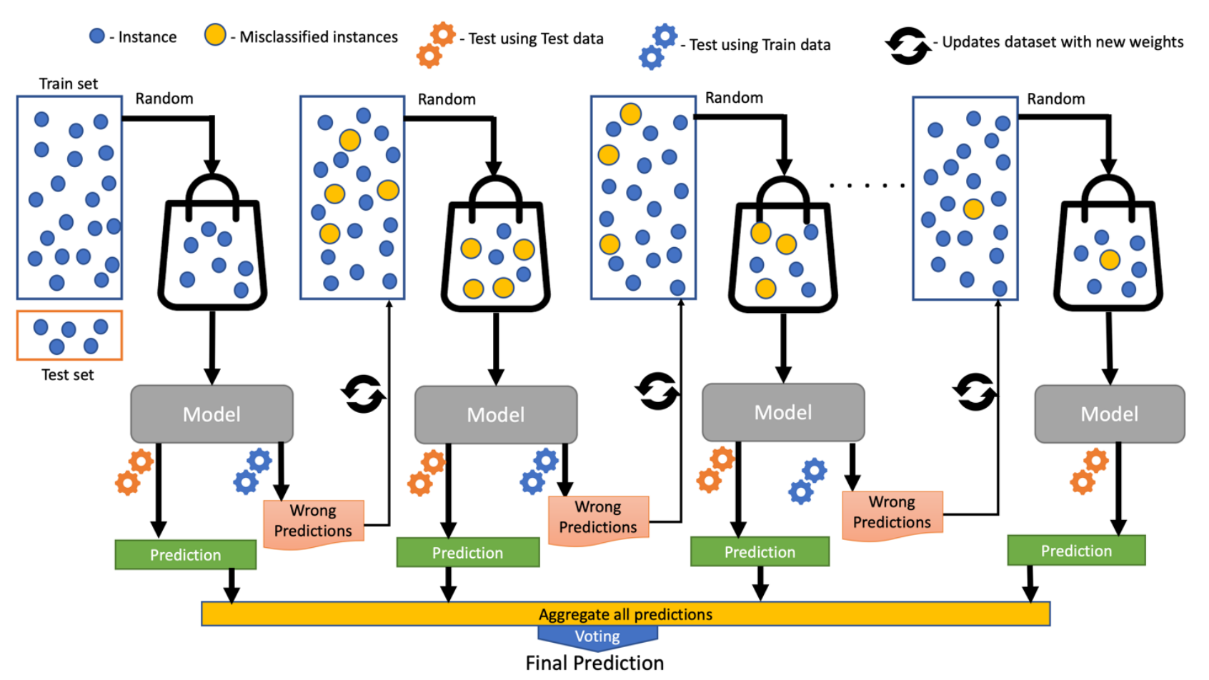 - Instance
- Misclassified instances
- Test using Test data
- Test using Train data
- Updates dataset with new weights
Train set
Random
Random
Random
Random
Test set
Model
Model
Model
Model
Wrong
Predictions
Wrong
Predictions
Wrong
Predictions
Prediction
Prediction
Prediction
Prediction
Aggregate all predictions
Voting
Final Prediction